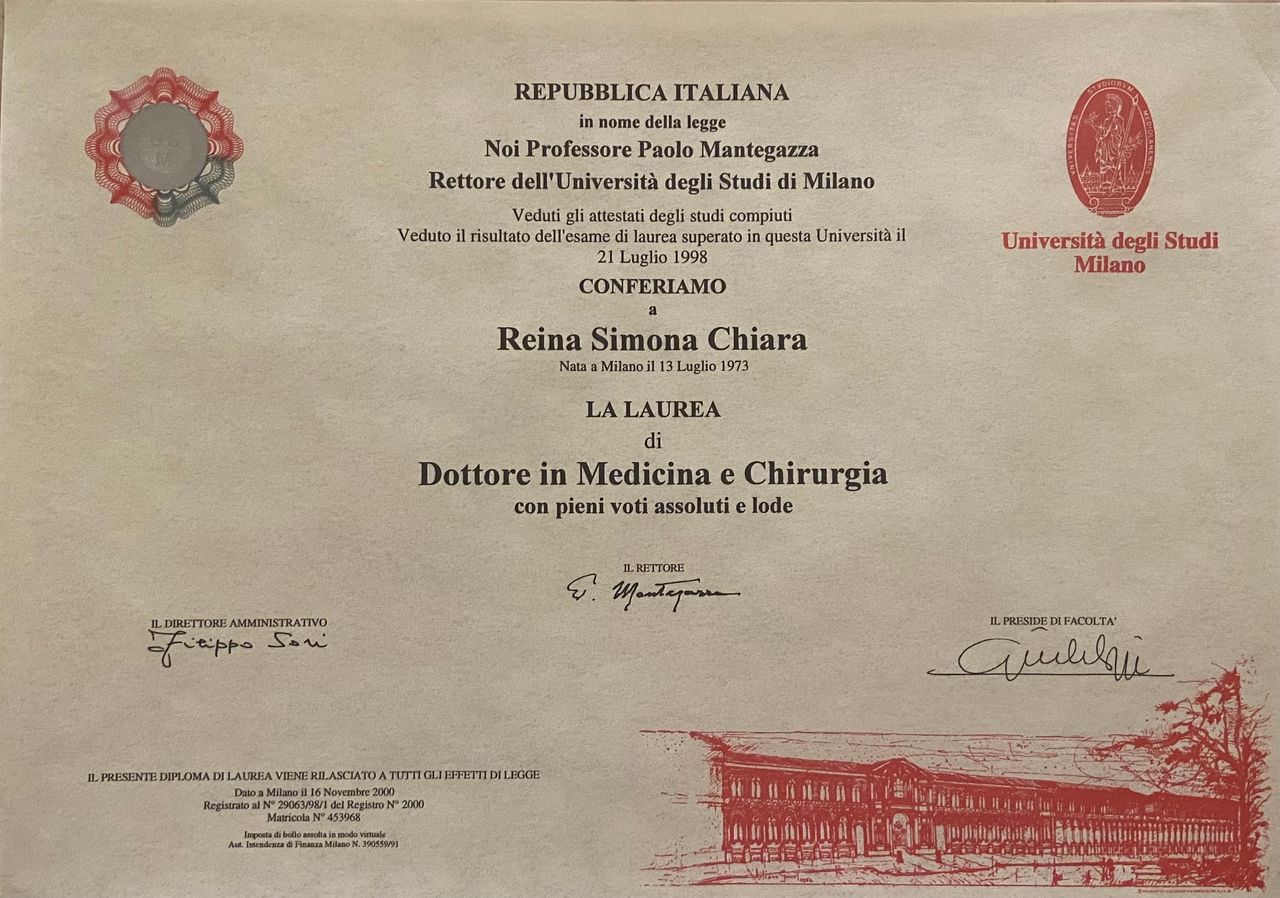 REPUBBLICA ITALIANA
in nome della legge
Noi Professore Paolo Mantegazza
Rettore dell'Università degli Studi di Milano
Veduti gli attestati degli studi compiuti
Veduto il risultato dell'esame di laurea superato in questa Università il
21 Luglio 1998
CONFERIAMO
a
Reina Simona Chiara
Nata a Milano il 13 Luglio 1973
LA LAUREA
di
Dottore in Medicina e Chirurgia
con pieni voti assoluti e lode
UNIVERSITAS STUDIORUM MEDIOLANENSIS
Università degli Studi
Milano
IL RETTORE
P. Mantegazza
IL DIRETTORE AMMINISTRATIVO
Filippo Sori
IL PRESIDE DI FACOLTA'
IL PRESENTE DIPLOMA DI LAUREA VIENE RILASCIATO A TUTTI GLI EFFETTI DI LEGGE
Dato a Milano il 16 Novembre 2000
Registrato al N° 29063/98/1 del Registro N° 2000
Matricola N° 453968
Imposta di bollo assolta in modo virtuale
Aut. Intendenza di Finanza Milano N. 390559/91